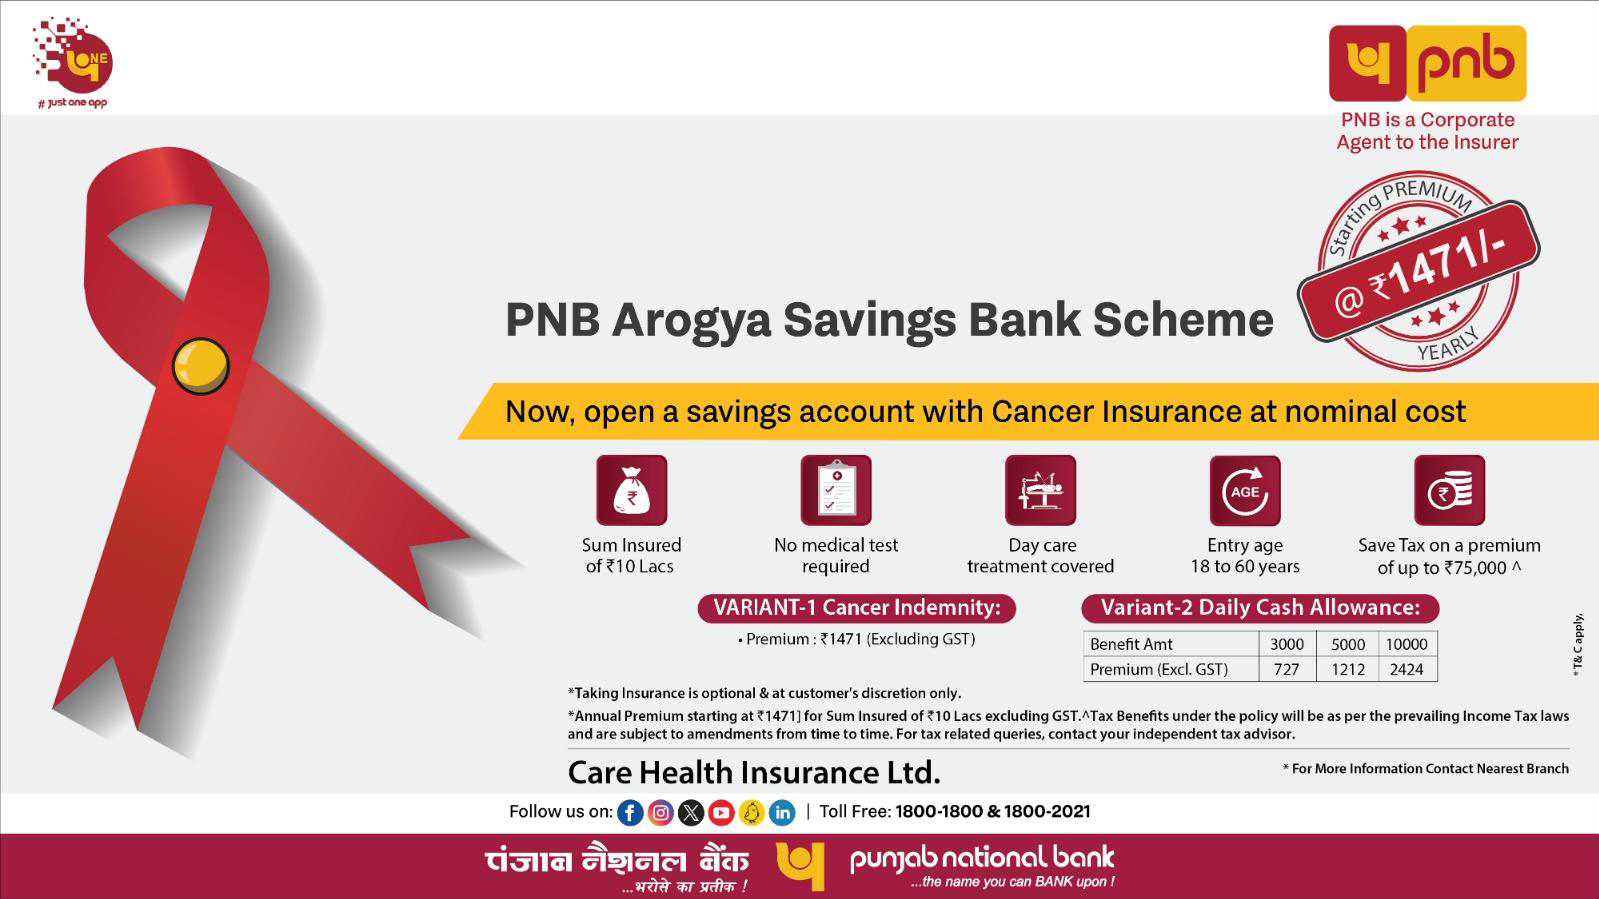 ONE
# just one app
pnb
PNB is a Corporate
Agent to the Insurer
Starting PREMIUM
@ ₹1471/-
YEARLY
PNB Arogya Savings Bank Scheme
Now, open a savings account with Cancer Insurance at nominal cost
₹
AGE
₹
Sum Insured
of ₹10 Lacs
No medical test
required
Day care
treatment covered
Entry age
18 to 60 years
Save Tax on a premium
of up to ₹75,000 ^
VARIANT-1 Cancer Indemnity:
• Premium : ₹1471 (Excluding GST)
Variant-2 Daily Cash Allowance:
Benefit Amt 3000 5000 10000
Premium (Excl. GST) 727 1212 2424
* T& C apply,
*Taking Insurance is optional & at customer's discretion only.
*Annual Premium starting at ₹1471] for Sum Insured of ₹10 Lacs excluding GST.^Tax Benefits under the policy will be as per the prevailing Income Tax laws
and are subject to amendments from time to time. For tax related queries, contact your independent tax advisor.
Care Health Insurance Ltd.
* For More Information Contact Nearest Branch
Follow us on: | Toll Free: 1800-1800 & 1800-2021
पंजाब नैशनल बैंक punjab national bank
...भरोसे का प्रतीक ! ...the name you can BANK upon !